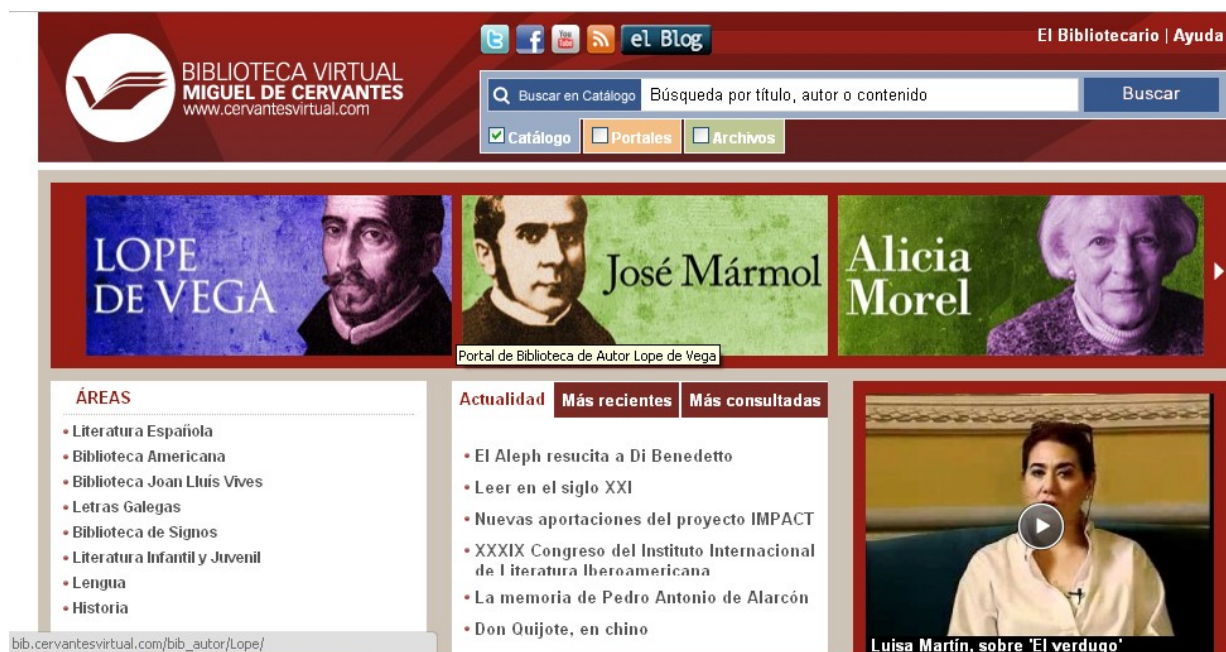 BIBLIOTECA VIRTUAL
MIGUEL DE CERVANTES
www.cervantesvirtual.com
You
Tube
el Blog
El Bibliotecario | Ayuda
Buscar en Catálogo
Búsqueda por título, autor o contenido
Buscar
Catálogo
Portales
Archivos
LOPE
DE VEGA
José Mármol
Alicia
Morel
Portal de Biblioteca de Autor Lope de Vega
ÁREAS
• Literatura Española
• Biblioteca Americana
• Biblioteca Joan Lluís Vives
• Letras Galegas
• Biblioteca de Signos
• Literatura Infantil y Juvenil
• Lengua
• Historia
Actualidad
Más recientes
Más consultadas
• El Aleph resucita a Di Benedetto
• Leer en el siglo XXI
• Nuevas aportaciones del proyecto IMPACT
• XXXIX Congreso del Instituto Internacional
de Literatura Iberoamericana
• La memoria de Pedro Antonio de Alarcón
• Don Quijote, en chino
Luisa Martín, sobre 'El verdugo'
bib.cervantesvirtual.com/bib_autor/Lope/